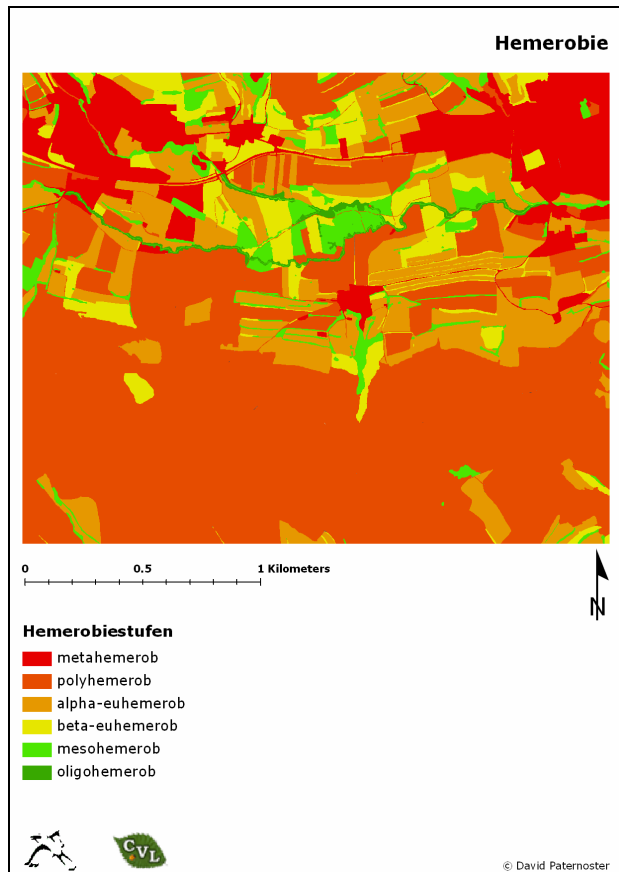 Hemerobie
0 0.5 1 Kilometers
N
Hemerobiestufen
metahemerob
polyhemerob
alpha-euhemerob
beta-euhemerob
mesohemerob
oligohemerob
CVL
© David Paternoster